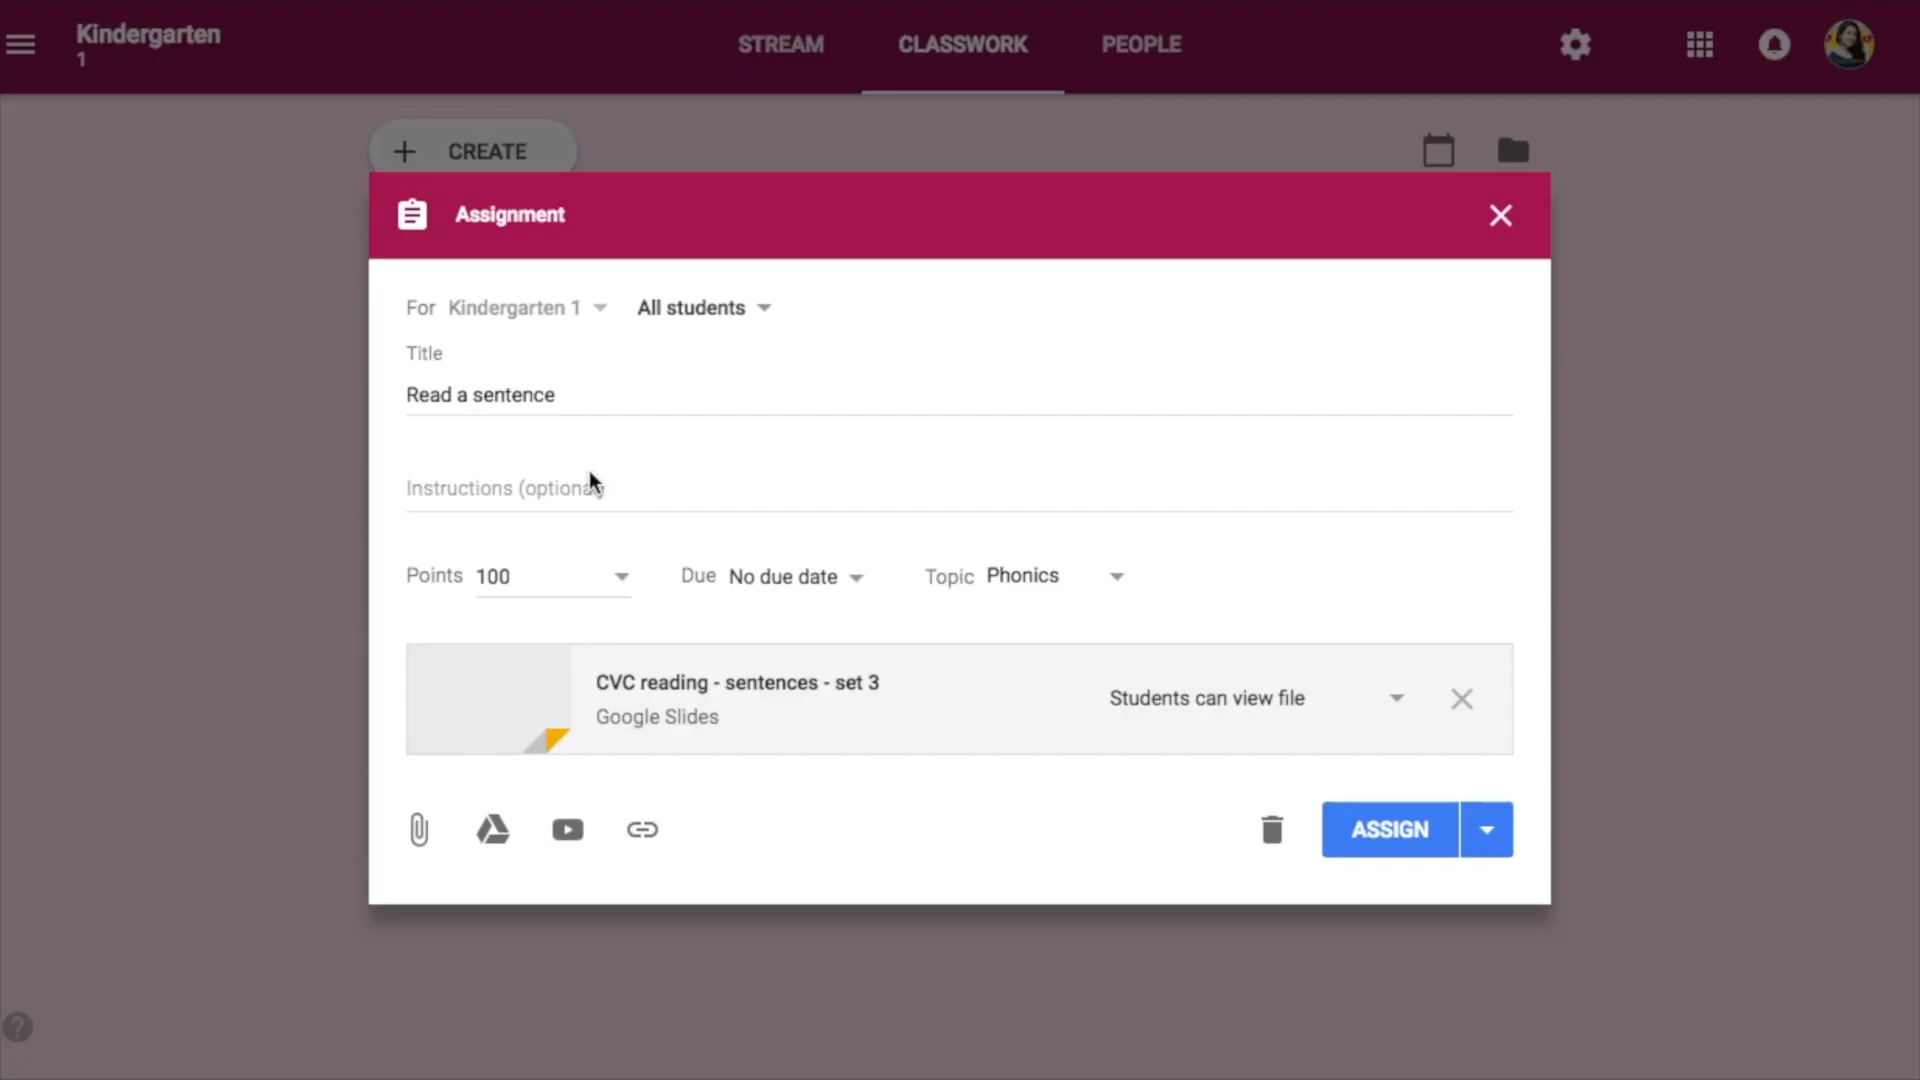 Kindergarten
1
STREAM
CLASSWORK
PEOPLE
CREATE
Assignment
For Kindergarten 1 All students
Title
Read a sentence
Instructions (optional)
Points 100 Due No due date Topic Phonics
CVC reading - sentences - set 3
Google Slides
Students can view file
ASSIGN